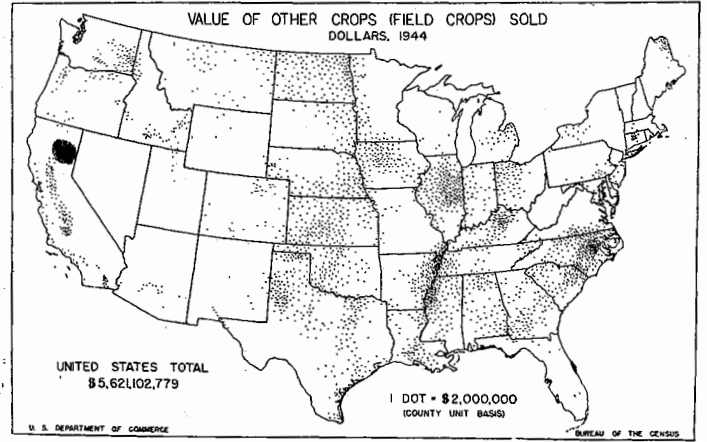 VALUE OF OTHER CROPS (FIELD CROPS) SOLD
DOLLARS, 1944
UNITED STATES TOTAL
$5,621,102,779
1 DOT = $2,000,000
(COUNTY UNIT BASIS)
U. S. DEPARTMENT OF COMMERCE
BUREAU OF THE CENSUS